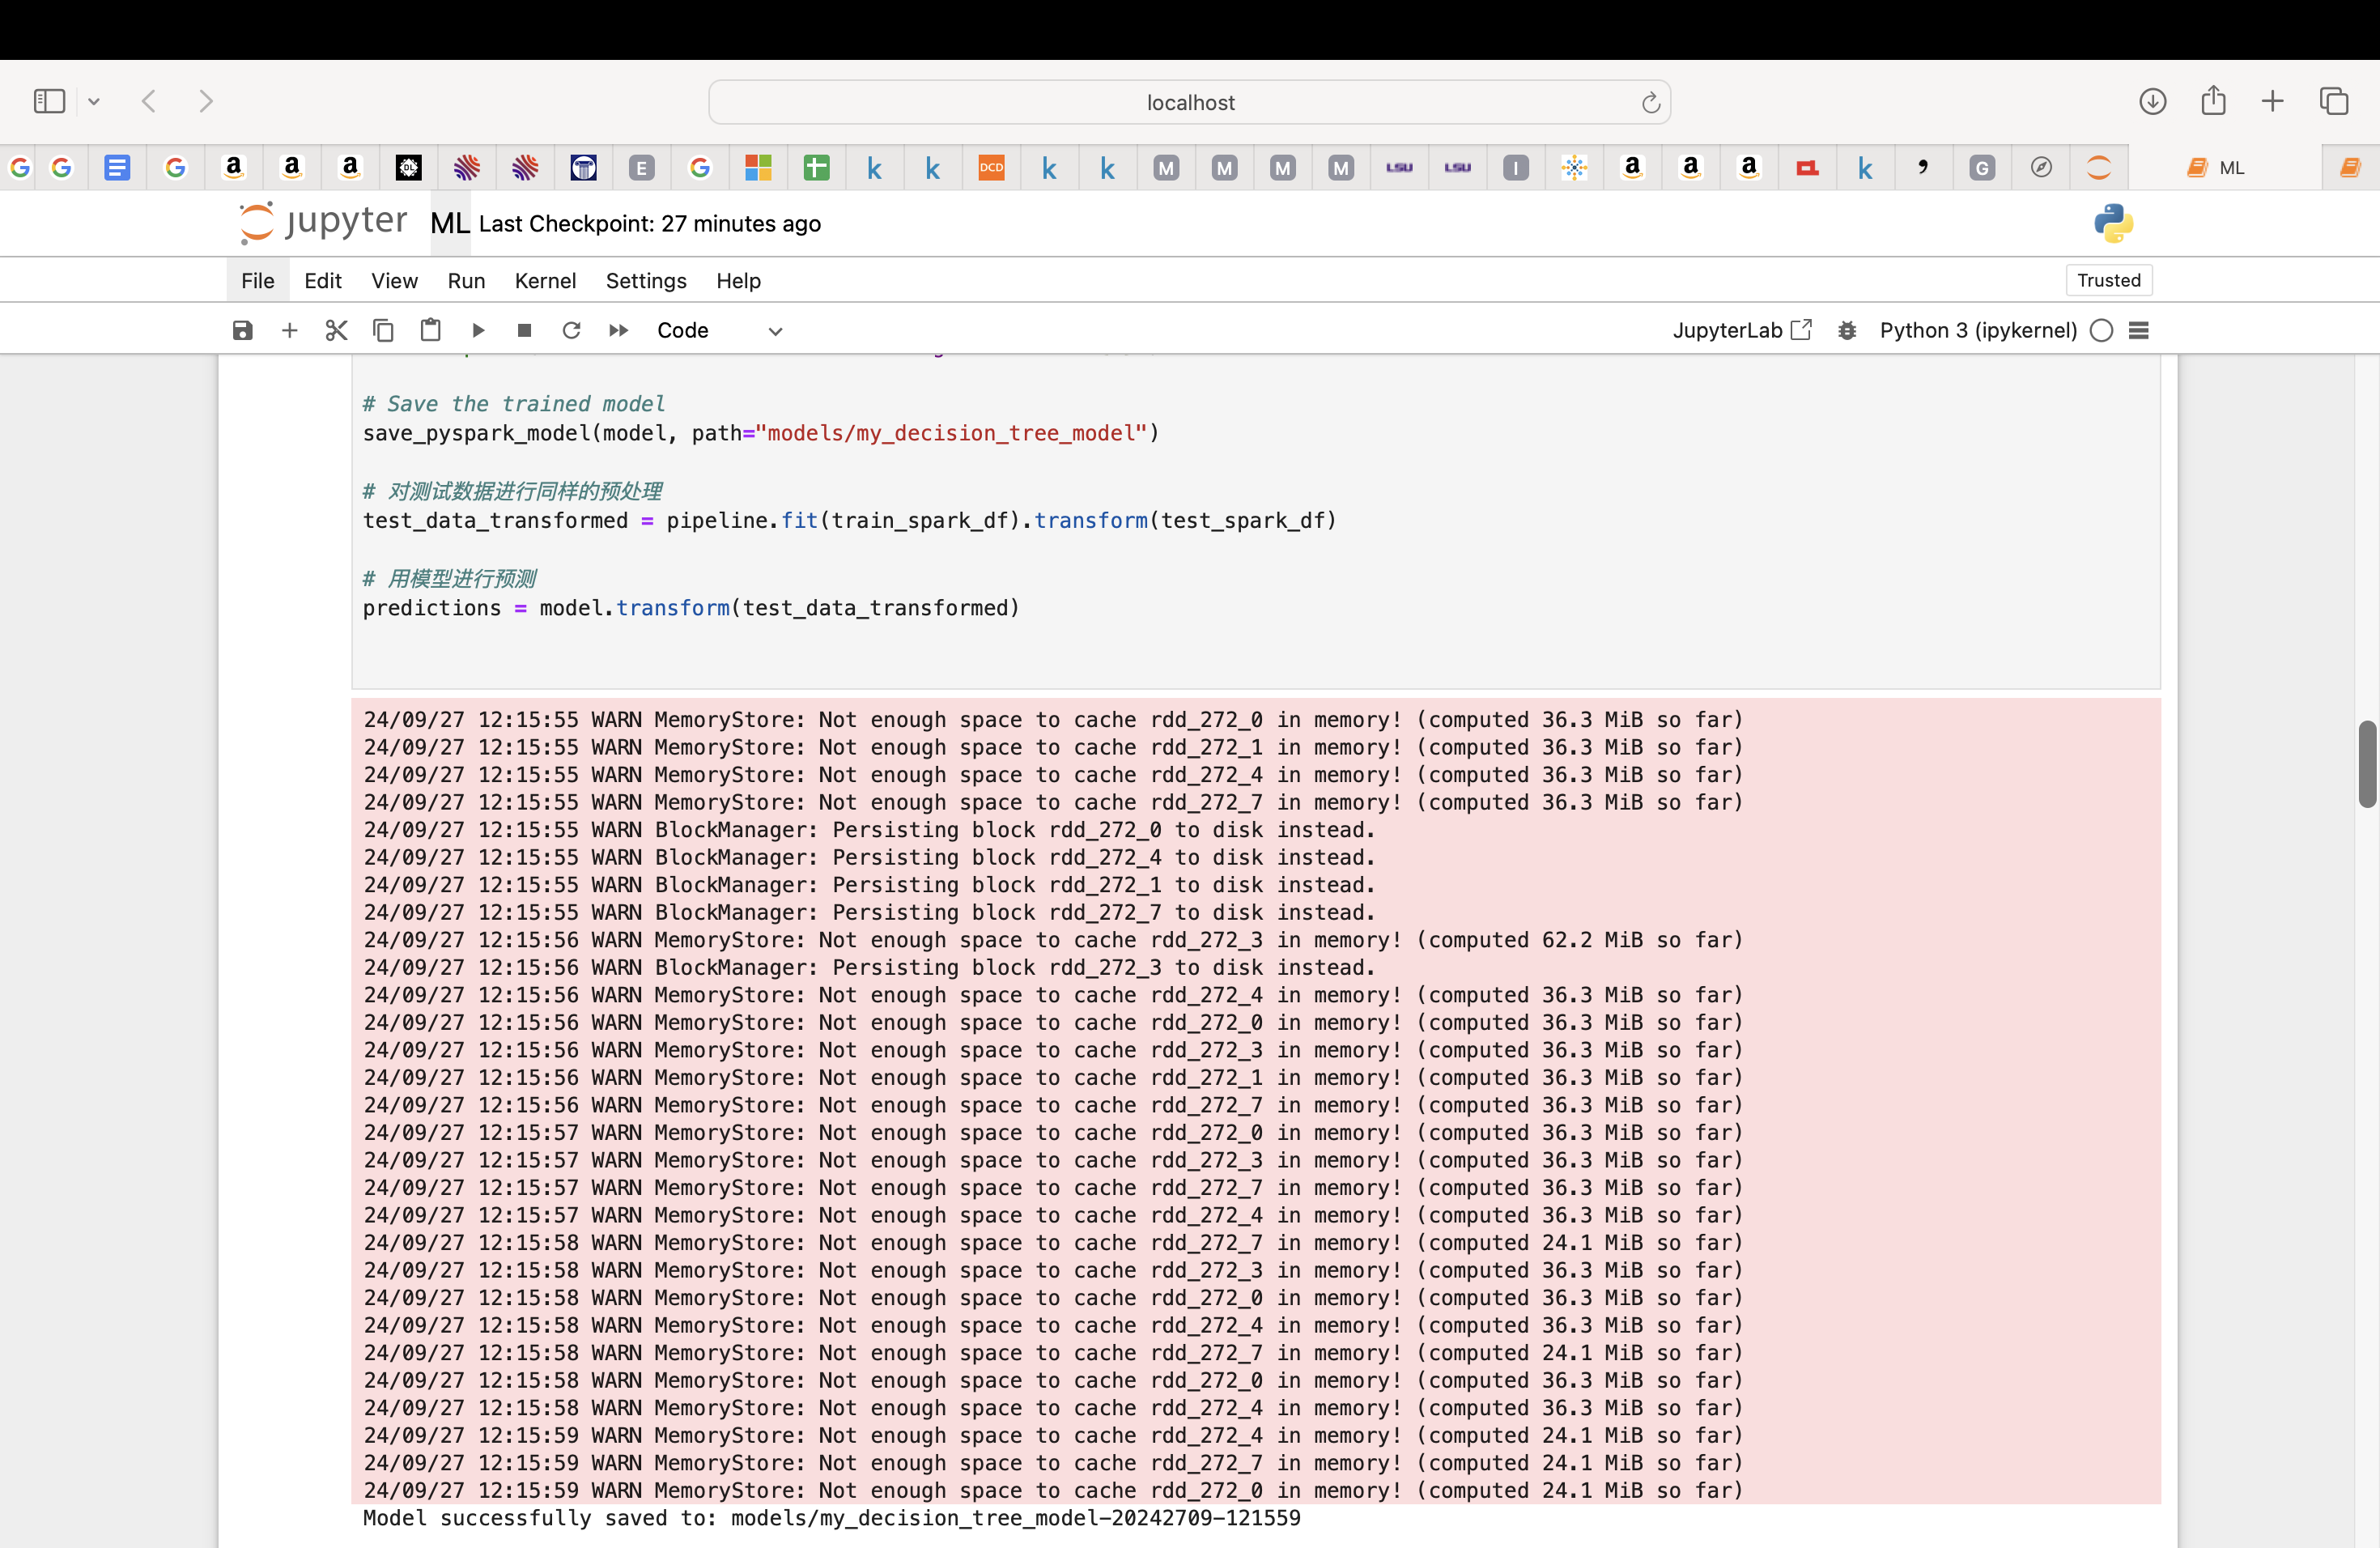 localhost
ML
jupyter ML Last Checkpoint: 27 minutes ago
File Edit View Run Kernel Settings Help
Trusted
Code
JupyterLab Python 3 (ipykernel)
# Save the trained model
save_pyspark_model(model, path="models/my_decision_tree_model")
# 对测试数据进行同样的预处理
test_data_transformed = pipeline.fit(train_spark_df).transform(test_spark_df)
# 用模型进行预测
predictions = model.transform(test_data_transformed)
24/09/27 12:15:55 WARN MemoryStore: Not enough space to cache rdd_272_0 in memory! (computed 36.3 MiB so far)
24/09/27 12:15:55 WARN MemoryStore: Not enough space to cache rdd_272_1 in memory! (computed 36.3 MiB so far)
24/09/27 12:15:55 WARN MemoryStore: Not enough space to cache rdd_272_4 in memory! (computed 36.3 MiB so far)
24/09/27 12:15:55 WARN MemoryStore: Not enough space to cache rdd_272_7 in memory! (computed 36.3 MiB so far)
24/09/27 12:15:55 WARN BlockManager: Persisting block rdd_272_0 to disk instead.
24/09/27 12:15:55 WARN BlockManager: Persisting block rdd_272_4 to disk instead.
24/09/27 12:15:55 WARN BlockManager: Persisting block rdd_272_1 to disk instead.
24/09/27 12:15:55 WARN BlockManager: Persisting block rdd_272_7 to disk instead.
24/09/27 12:15:56 WARN MemoryStore: Not enough space to cache rdd_272_3 in memory! (computed 62.2 MiB so far)
24/09/27 12:15:56 WARN BlockManager: Persisting block rdd_272_3 to disk instead.
24/09/27 12:15:56 WARN MemoryStore: Not enough space to cache rdd_272_4 in memory! (computed 36.3 MiB so far)
24/09/27 12:15:56 WARN MemoryStore: Not enough space to cache rdd_272_0 in memory! (computed 36.3 MiB so far)
24/09/27 12:15:56 WARN MemoryStore: Not enough space to cache rdd_272_3 in memory! (computed 36.3 MiB so far)
24/09/27 12:15:56 WARN MemoryStore: Not enough space to cache rdd_272_1 in memory! (computed 36.3 MiB so far)
24/09/27 12:15:56 WARN MemoryStore: Not enough space to cache rdd_272_7 in memory! (computed 36.3 MiB so far)
24/09/27 12:15:57 WARN MemoryStore: Not enough space to cache rdd_272_0 in memory! (computed 36.3 MiB so far)
24/09/27 12:15:57 WARN MemoryStore: Not enough space to cache rdd_272_3 in memory! (computed 36.3 MiB so far)
24/09/27 12:15:57 WARN MemoryStore: Not enough space to cache rdd_272_7 in memory! (computed 36.3 MiB so far)
24/09/27 12:15:57 WARN MemoryStore: Not enough space to cache rdd_272_4 in memory! (computed 36.3 MiB so far)
24/09/27 12:15:58 WARN MemoryStore: Not enough space to cache rdd_272_7 in memory! (computed 24.1 MiB so far)
24/09/27 12:15:58 WARN MemoryStore: Not enough space to cache rdd_272_3 in memory! (computed 36.3 MiB so far)
24/09/27 12:15:58 WARN MemoryStore: Not enough space to cache rdd_272_0 in memory! (computed 36.3 MiB so far)
24/09/27 12:15:58 WARN MemoryStore: Not enough space to cache rdd_272_4 in memory! (computed 36.3 MiB so far)
24/09/27 12:15:58 WARN MemoryStore: Not enough space to cache rdd_272_7 in memory! (computed 24.1 MiB so far)
24/09/27 12:15:58 WARN MemoryStore: Not enough space to cache rdd_272_0 in memory! (computed 36.3 MiB so far)
24/09/27 12:15:58 WARN MemoryStore: Not enough space to cache rdd_272_4 in memory! (computed 36.3 MiB so far)
24/09/27 12:15:59 WARN MemoryStore: Not enough space to cache rdd_272_4 in memory! (computed 24.1 MiB so far)
24/09/27 12:15:59 WARN MemoryStore: Not enough space to cache rdd_272_7 in memory! (computed 24.1 MiB so far)
24/09/27 12:15:59 WARN MemoryStore: Not enough space to cache rdd_272_0 in memory! (computed 24.1 MiB so far)
Model successfully saved to: models/my_decision_tree_model-20242709-121559